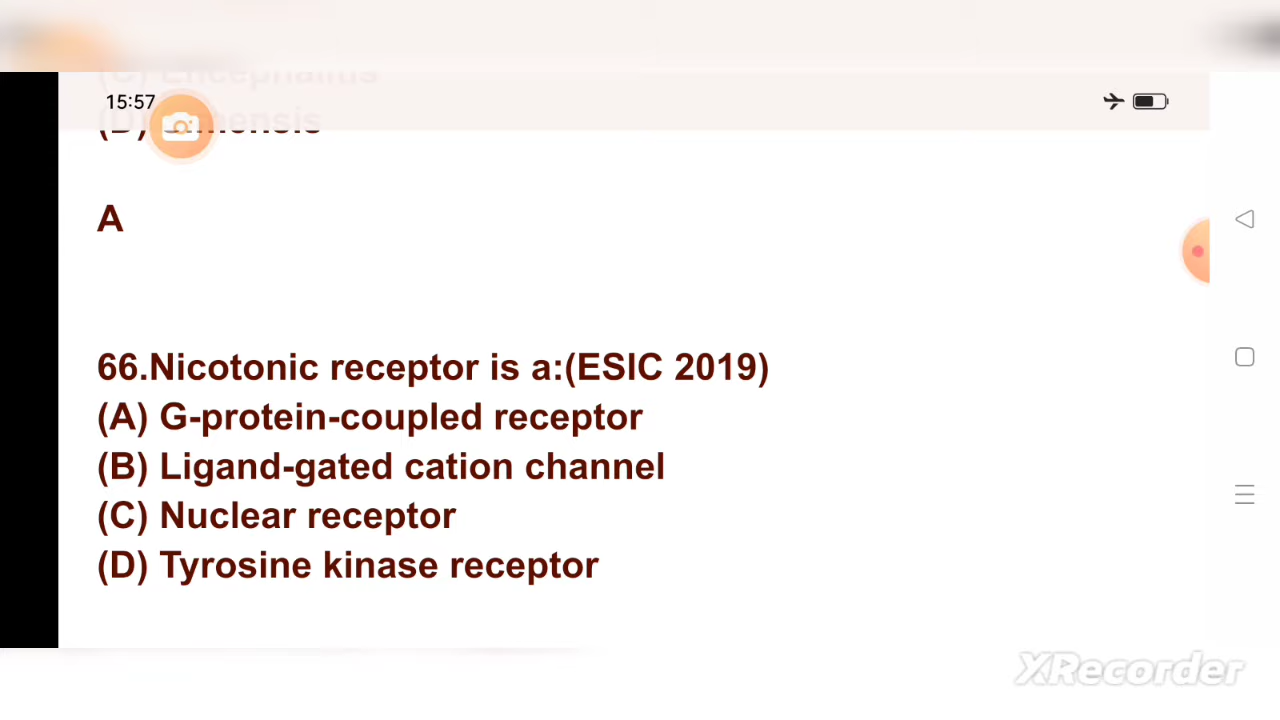 (C) Encephalitis
15:57
(D)
A
66.Nicotonic receptor is a:(ESIC 2019)
(A) G-protein-coupled receptor
(B) Ligand-gated cation channel
(C) Nuclear receptor
(D) Tyrosine kinase receptor
XRecorder